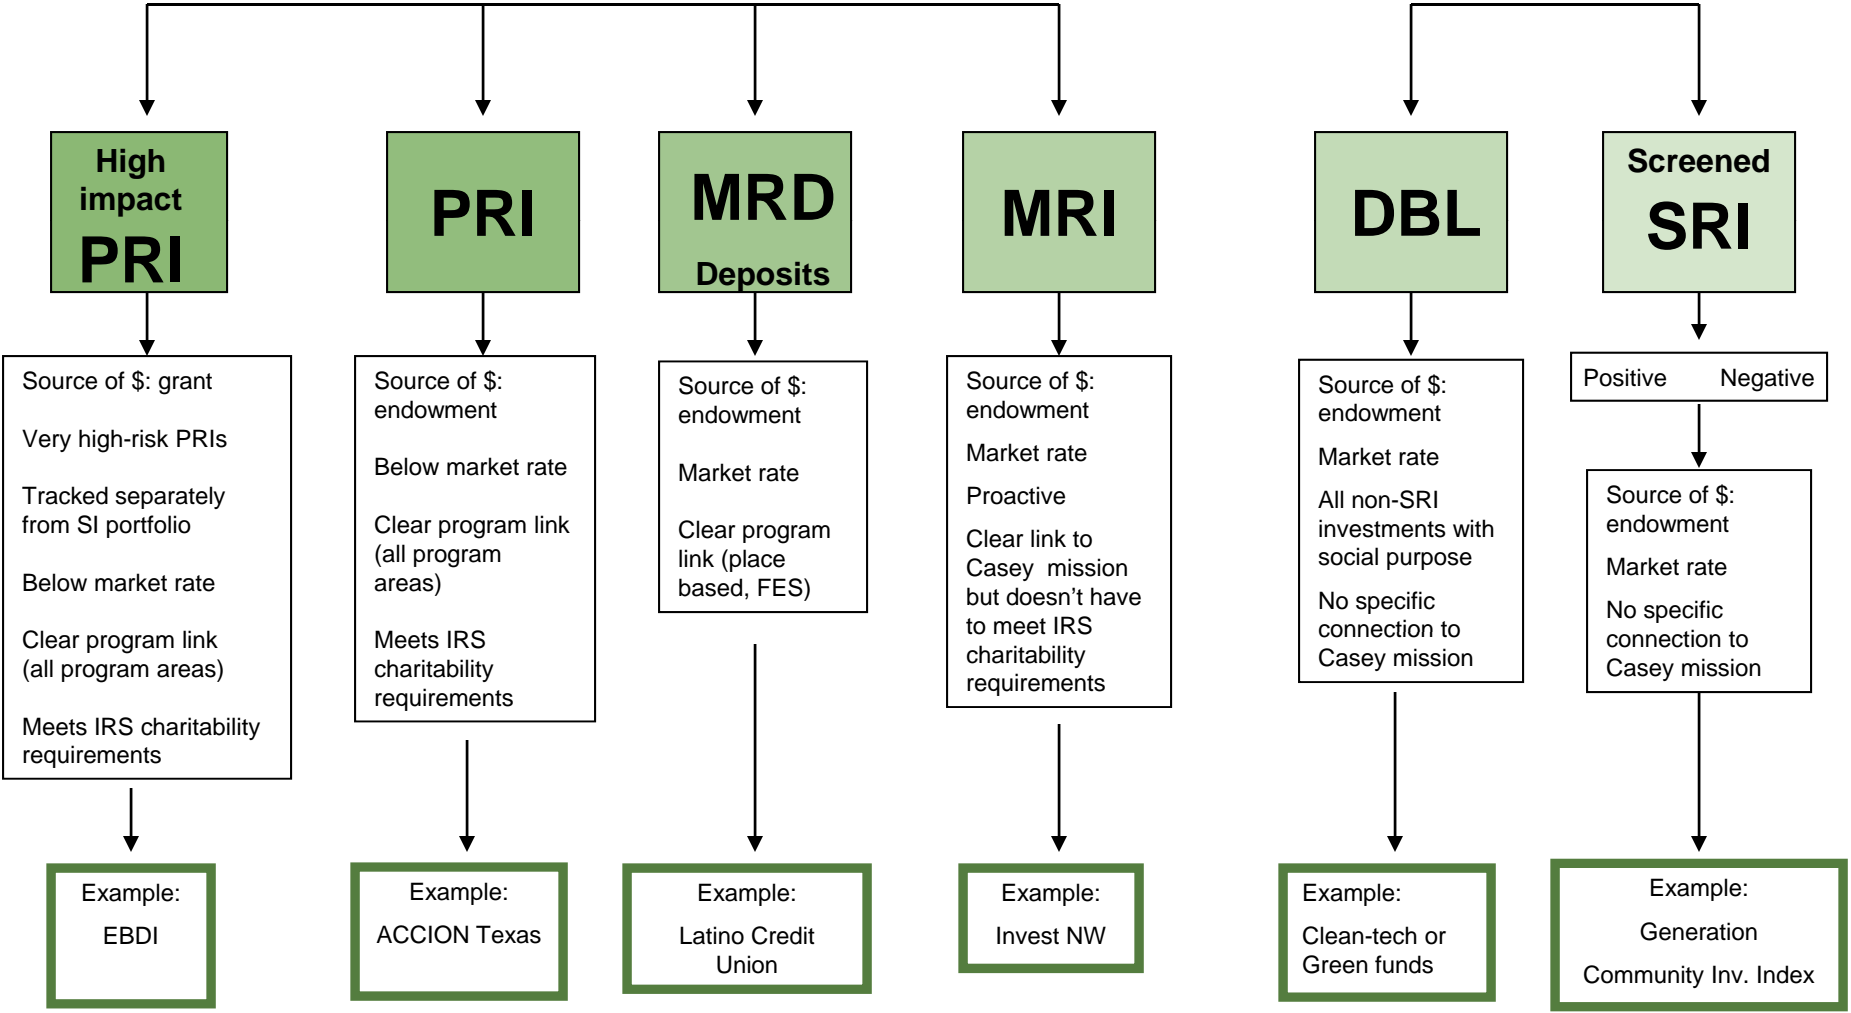 High
impact
PRI
Source of $: grant
Very high-risk PRIs
Tracked separately
from SI portfolio
Below market rate
Clear program link
(all program areas)
Meets IRS charitability
requirements
Example:
EBDI
PRI
Source of $:
endowment
Below market rate
Clear program link
(all program
areas)
Meets IRS
charitability
requirements
Example:
ACCION Texas
MRD
Deposits
Source of $:
endowment
Market rate
Clear program
link (place
based, FES)
Example:
Latino Credit
Union
MRI
Source of $:
endowment
Market rate
Proactive
Clear link to
Casey mission
but doesn't have
to meet IRS
charitability
requirements
Example:
Invest NW
DBL
Source of $:
endowment
Market rate
All non-SRI
investments with
social purpose
No specific
connection to
Casey mission
Example:
Clean-tech or
Green funds
Screened
SRI
Positive Negative
Source of $:
endowment
Market rate
No specific
connection to
Casey mission
Example:
Generation
Community Inv. Index